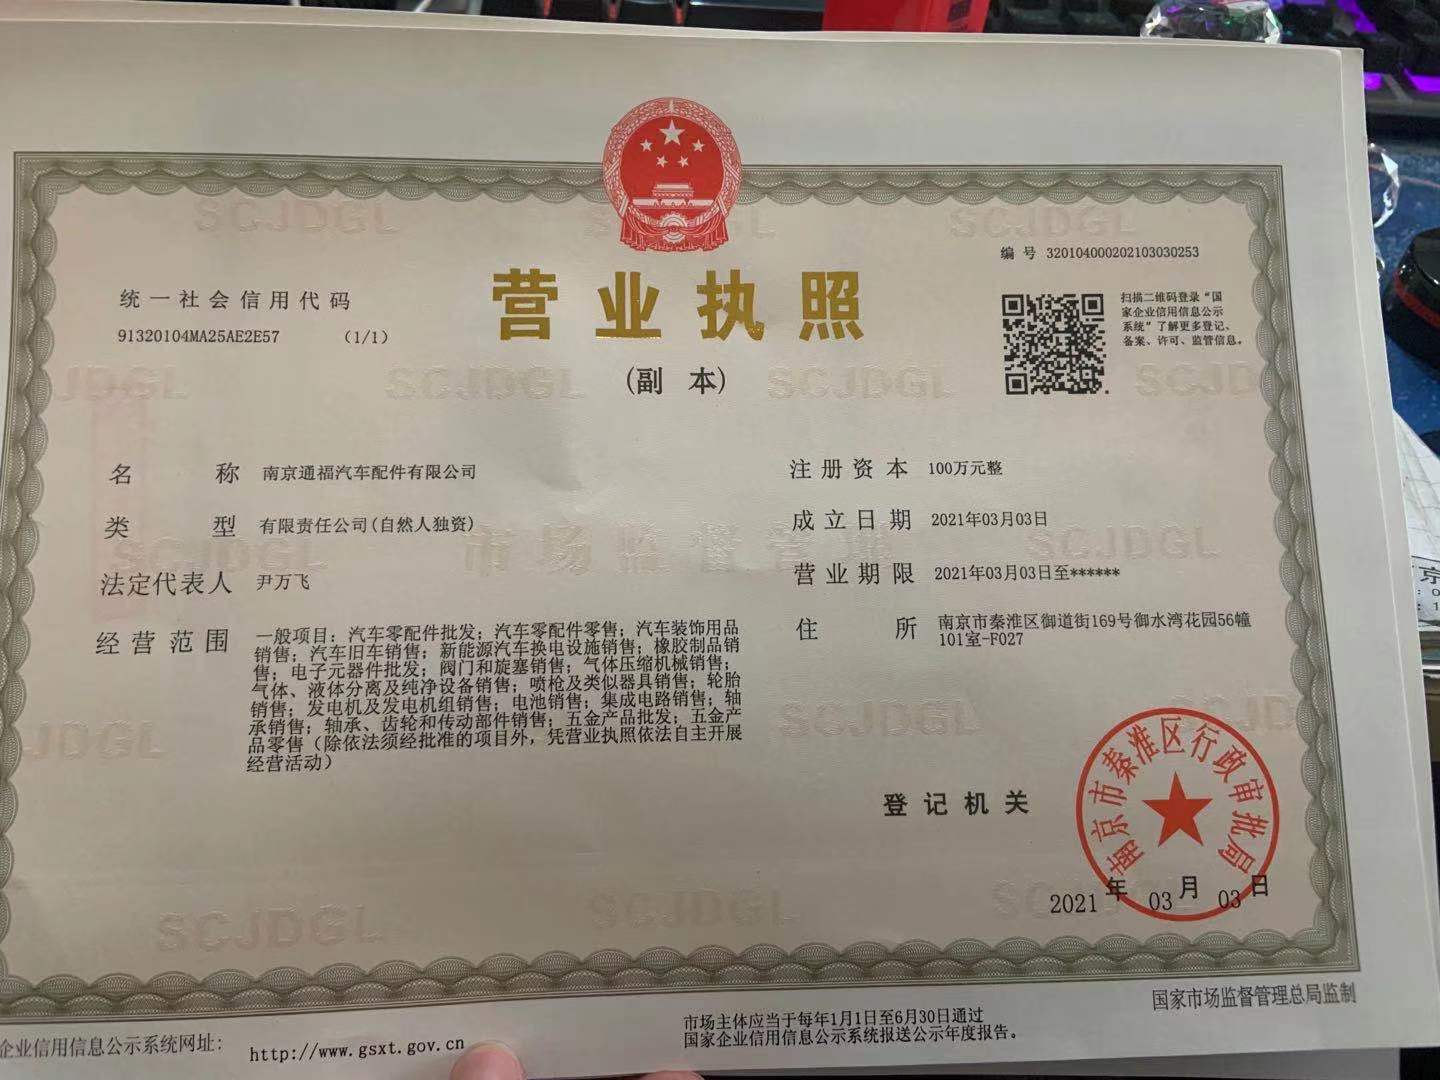 编号 320104000202103030253
统一社会信用代码
91320104MA25AE2E57 (1/1)
营业执照
(副 本)
扫描二维码登录“国
家企业信用信息公示
系统”了解更多登记、
备案、许可、监管信息。
名称 南京通福汽车配件有限公司
类型 有限责任公司(自然人独资)
法定代表人 尹万飞
经营范围 一般项目：汽车零配件批发；汽车零配件零售；汽车装饰用品
销售；汽车旧车销售；新能源汽车换电设施销售；橡胶制品销
售；电子元器件批发；阀门和旋塞销售；气体压缩机械销售；
气体、液体分离及纯净设备销售；喷枪及类似器具销售；轮胎
销售；发电机及发电机组销售；电池销售；集成电路销售；轴
承销售；轴承、齿轮和传动部件销售；五金产品批发；五金产
品零售（除依法须经批准的项目外，凭营业执照依法自主开展
经营活动）
注册资本 100万元整
成立日期 2021年03月03日
营业期限 2021年03月03日至******
住所 南京市秦淮区御道街169号御水湾花园56幢
101室-F027
登记机关
南京市秦淮区行政审批局
2021年03月03日
企业信用信息公示系统网址：
http://www.gsxt.gov.cn
市场主体应当于每年1月1日至6月30日通过
国家企业信用信息公示系统报送公示年度报告。
国家市场监督管理总局监制
SCJDGL